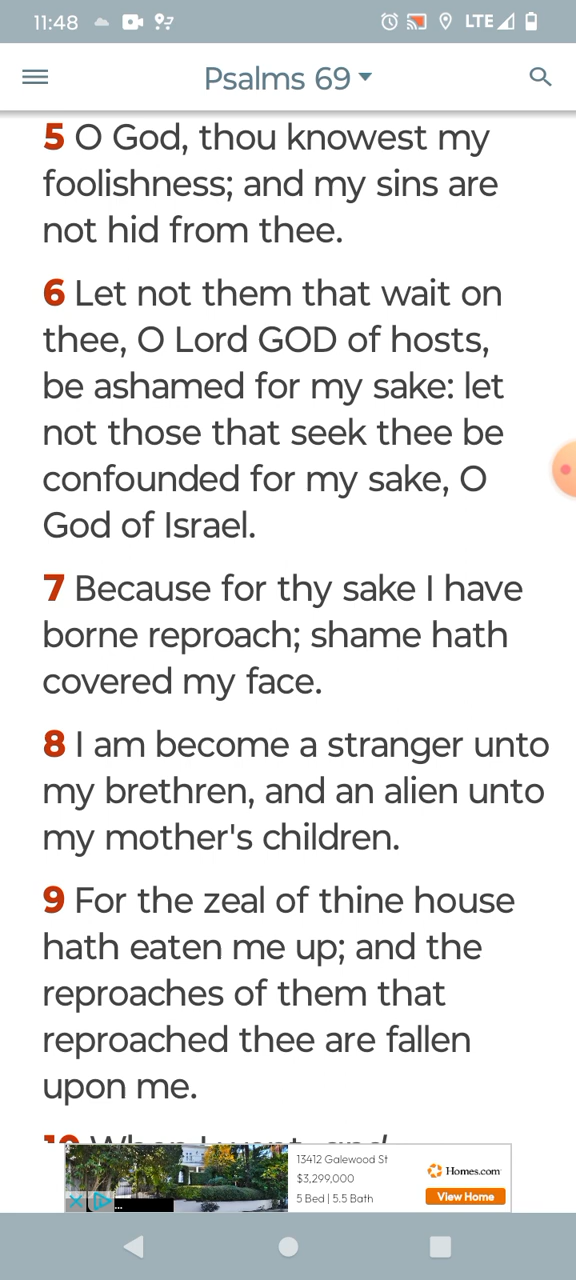 11:48
LTE
Psalms 69
5 O God, thou knowest my
foolishness; and my sins are
not hid from thee.
6 Let not them that wait on
thee, O Lord GOD of hosts,
be ashamed for my sake: let
not those that seek thee be
confounded for my sake, O
God of Israel.
7 Because for thy sake I have
borne reproach; shame hath
covered my face.
8 I am become a stranger unto
my brethren, and an alien unto
my mother's children.
9 For the zeal of thine house
hath eaten me up; and the
reproaches of them that
reproached thee are fallen
upon me.
10 When I wept, and
13412 Galewood St
$3,299,000
5 Bed | 5.5 Bath
Homes.com
View Home
...